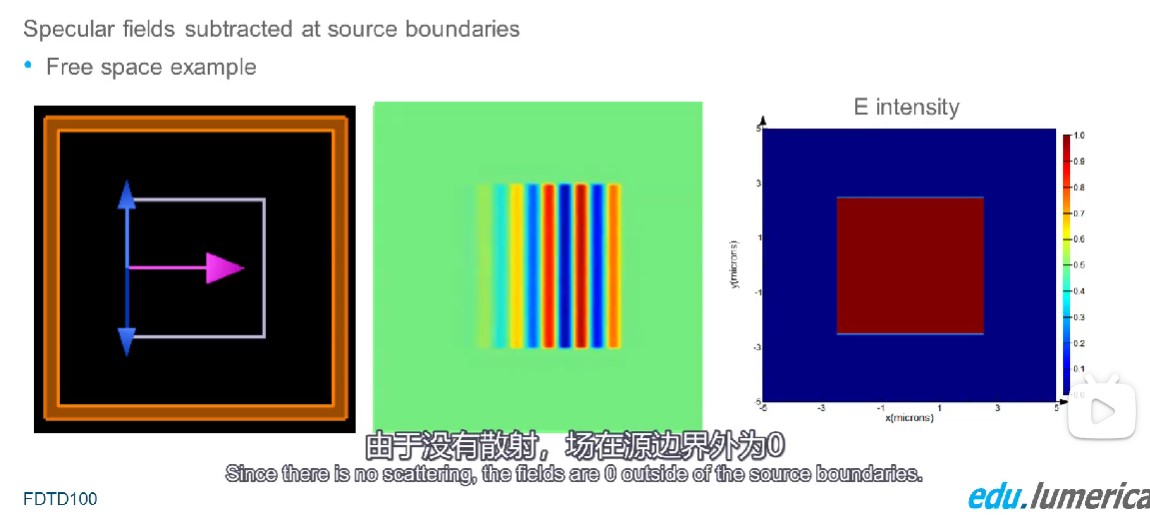 Specular fields subtracted at source boundaries
• Free space example
E intensity
5
3
1
-1
-3
-5
y(microns)
-5 -3 -1 1 3 5
x(microns)
1.0
0.9
0.8
0.7
0.6
0.5
0.4
0.3
0.2
0.1
由于没有散射，场在源边界外为0
Since there is no scattering, the fields are 0 outside of the source boundaries.
FDTD100
edu.lumerica